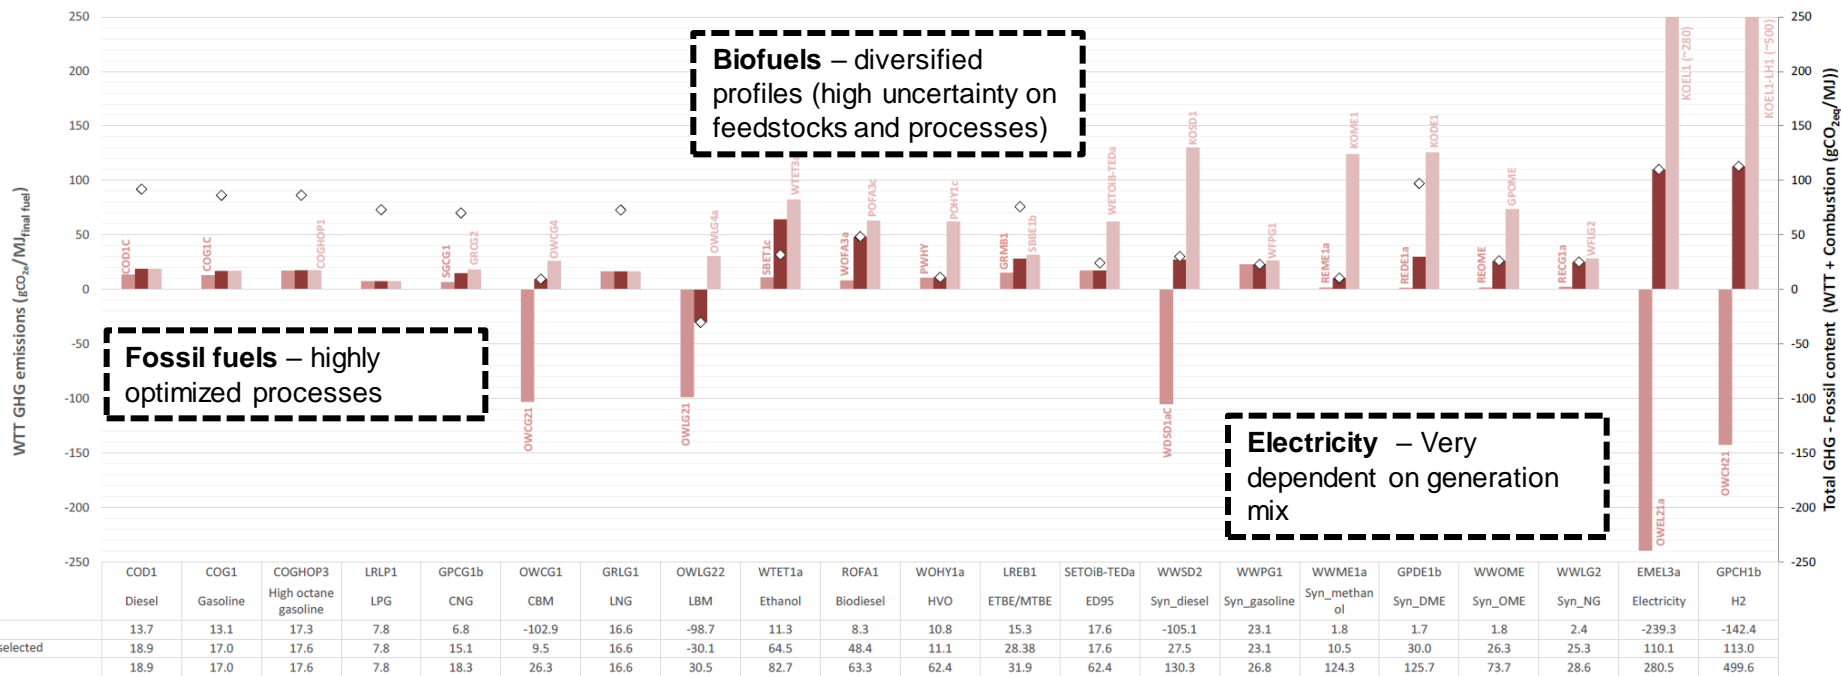 250
200
150
100
50
0
-50
-100
-150
-200
-250
WTT GHG emissions (gCO2e/MJfinal fuel)
250
200
150
100
50
0
-50
-100
-150
-200
-250
Total GHG - Fossil content (WTT + Combustion (gCO2eq/MJ))
Biofuels – diversified
profiles (high uncertainty on
feedstocks and processes)
Fossil fuels – highly
optimized processes
Electricity – Very
dependent on generation
mix
COD1C
COG1C
COGHOP1
SGCG1
GRCG2
OWCG21
OWCG4
OWLG21
OWLG4a
SBET1c
WTET3a
WOFA3a
POFA3c
PWHY
POHY1c
GRMB1
SBBE1b
WETOiB-TEDa
WDSD1aC
KOSD1
WFPG1
REME1a
KOME1
REDE1a
KODE1
REOME
GPOME
RECG1a
WFLG2
OWEL21a
KOEL1 (~280)
OWCH21
KOEL1-LH1 (~500)
COD1 COG1 COGHOP3 LRLP1 GPCG1b OWCG1 GRLG1 OWLG22 WTET1a ROFA1 WOHY1a LREB1 SETOiB-TEDa WWSD2 WWPG1 WWME1a GPDE1b WWOME WWLG2 EMEL3a GPCH1b
Diesel Gasoline High octane gasoline LPG CNG CBM LNG LBM Ethanol Biodiesel HVO ETBE/MTBE ED95 Syn_diesel Syn_gasoline Syn_methanol Syn_DME Syn_OME Syn_NG Electricity H2
13.7 13.1 17.3 7.8 6.8 -102.9 16.6 -98.7 11.3 8.3 10.8 15.3 17.6 -105.1 23.1 1.8 1.7 1.8 2.4 -239.3 -142.4
selected 18.9 17.0 17.6 7.8 15.1 9.5 16.6 -30.1 64.5 48.4 11.1 28.38 17.6 27.5 23.1 10.5 30.0 26.3 25.3 110.1 113.0
18.9 17.0 17.6 7.8 18.3 26.3 16.6 30.5 82.7 63.3 62.4 31.9 62.4 130.3 26.8 124.3 125.7 73.7 28.6 280.5 499.6